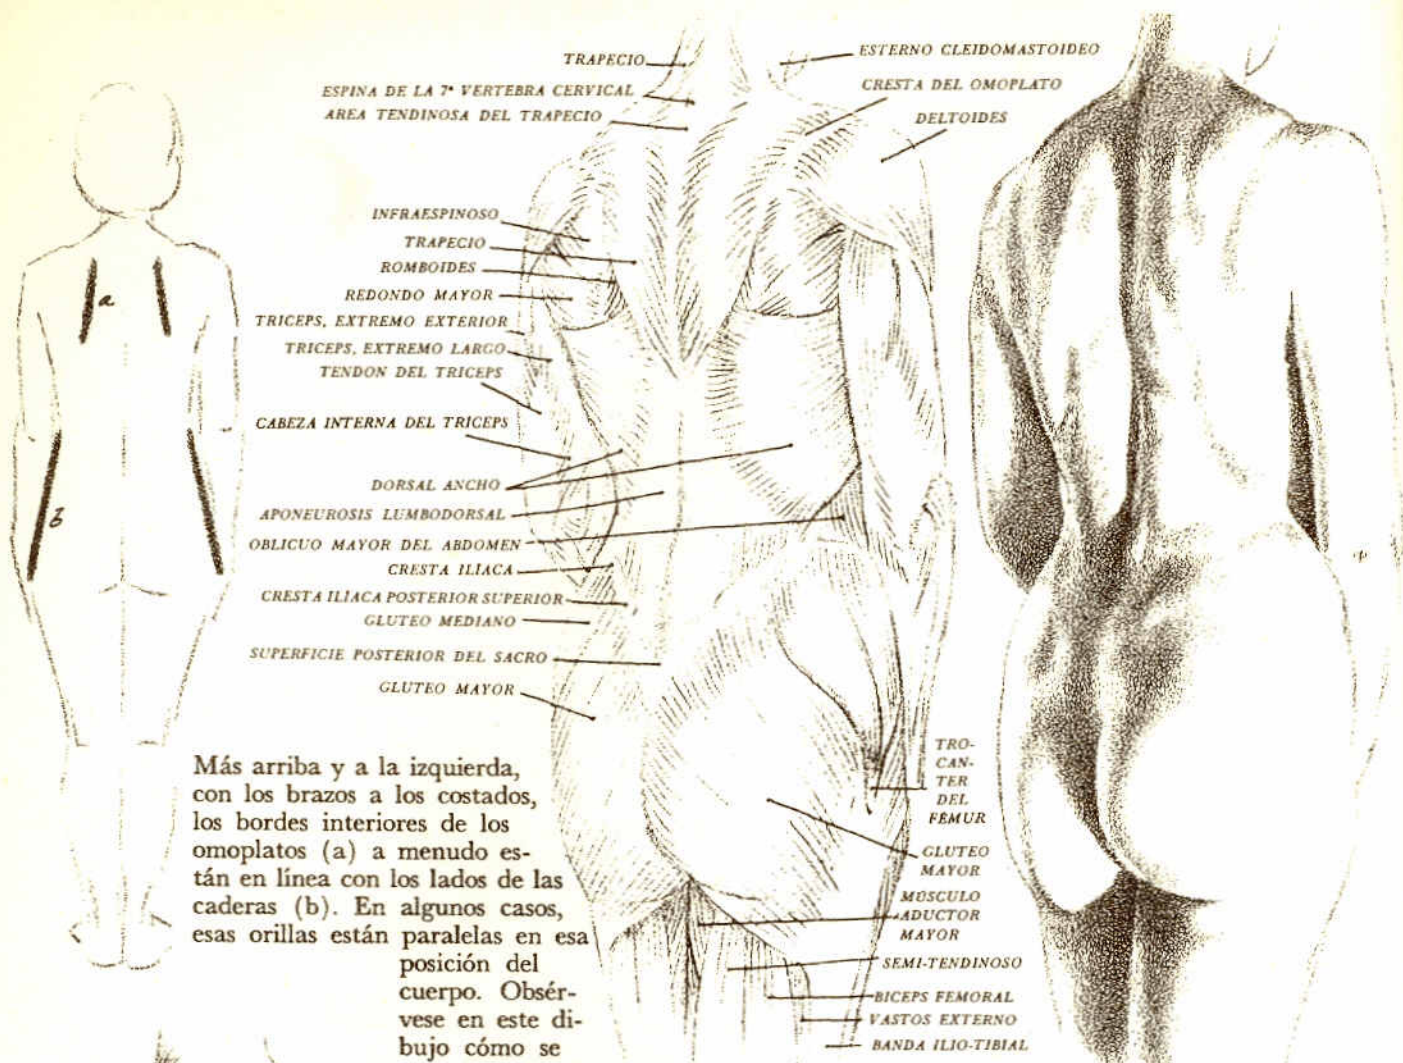 TRAPECIO
ESPINA DE LA 7ª VERTEBRA CERVICAL
AREA TENDINOSA DEL TRAPECIO
ESTERNO CLEIDOMASTOIDEO
CRESTA DEL OMOPLATO
DELTOIDES
INFRAESPINOSO
TRAPECIO
ROMBOIDES
REDONDO MAYOR
TRICEPS, EXTREMO EXTERIOR
TRICEPS, EXTREMO LARGO
TENDON DEL TRICEPS
CABEZA INTERNA DEL TRICEPS
DORSAL ANCHO
APONEUROSIS LUMBODORSAL
OBLICUO MAYOR DEL ABDOMEN
CRESTA ILIACA
CRESTA ILIACA POSTERIOR SUPERIOR
GLUTEO MEDIANO
SUPERFICIE POSTERIOR DEL SACRO
GLUTEO MAYOR
a
b
Más arriba y a la izquierda,
con los brazos a los costados,
los bordes interiores de los
omoplatos (a) a menudo es-
tán en línea con los lados de las
caderas (b). En algunos casos,
esas orillas están paralelas en esa
posición del
cuerpo. Obsér-
vese en este di-
bujo cómo se
TRO-
CAN-
TER
DEL
FÉMUR
GLUTEO
MAYOR
MÚSCULO
ADUCTOR
MAYOR
SEMI-TENDINOSO
BICEPS FEMORAL
VASTOS EXTERNO
BANDA ILIO-TIBIAL